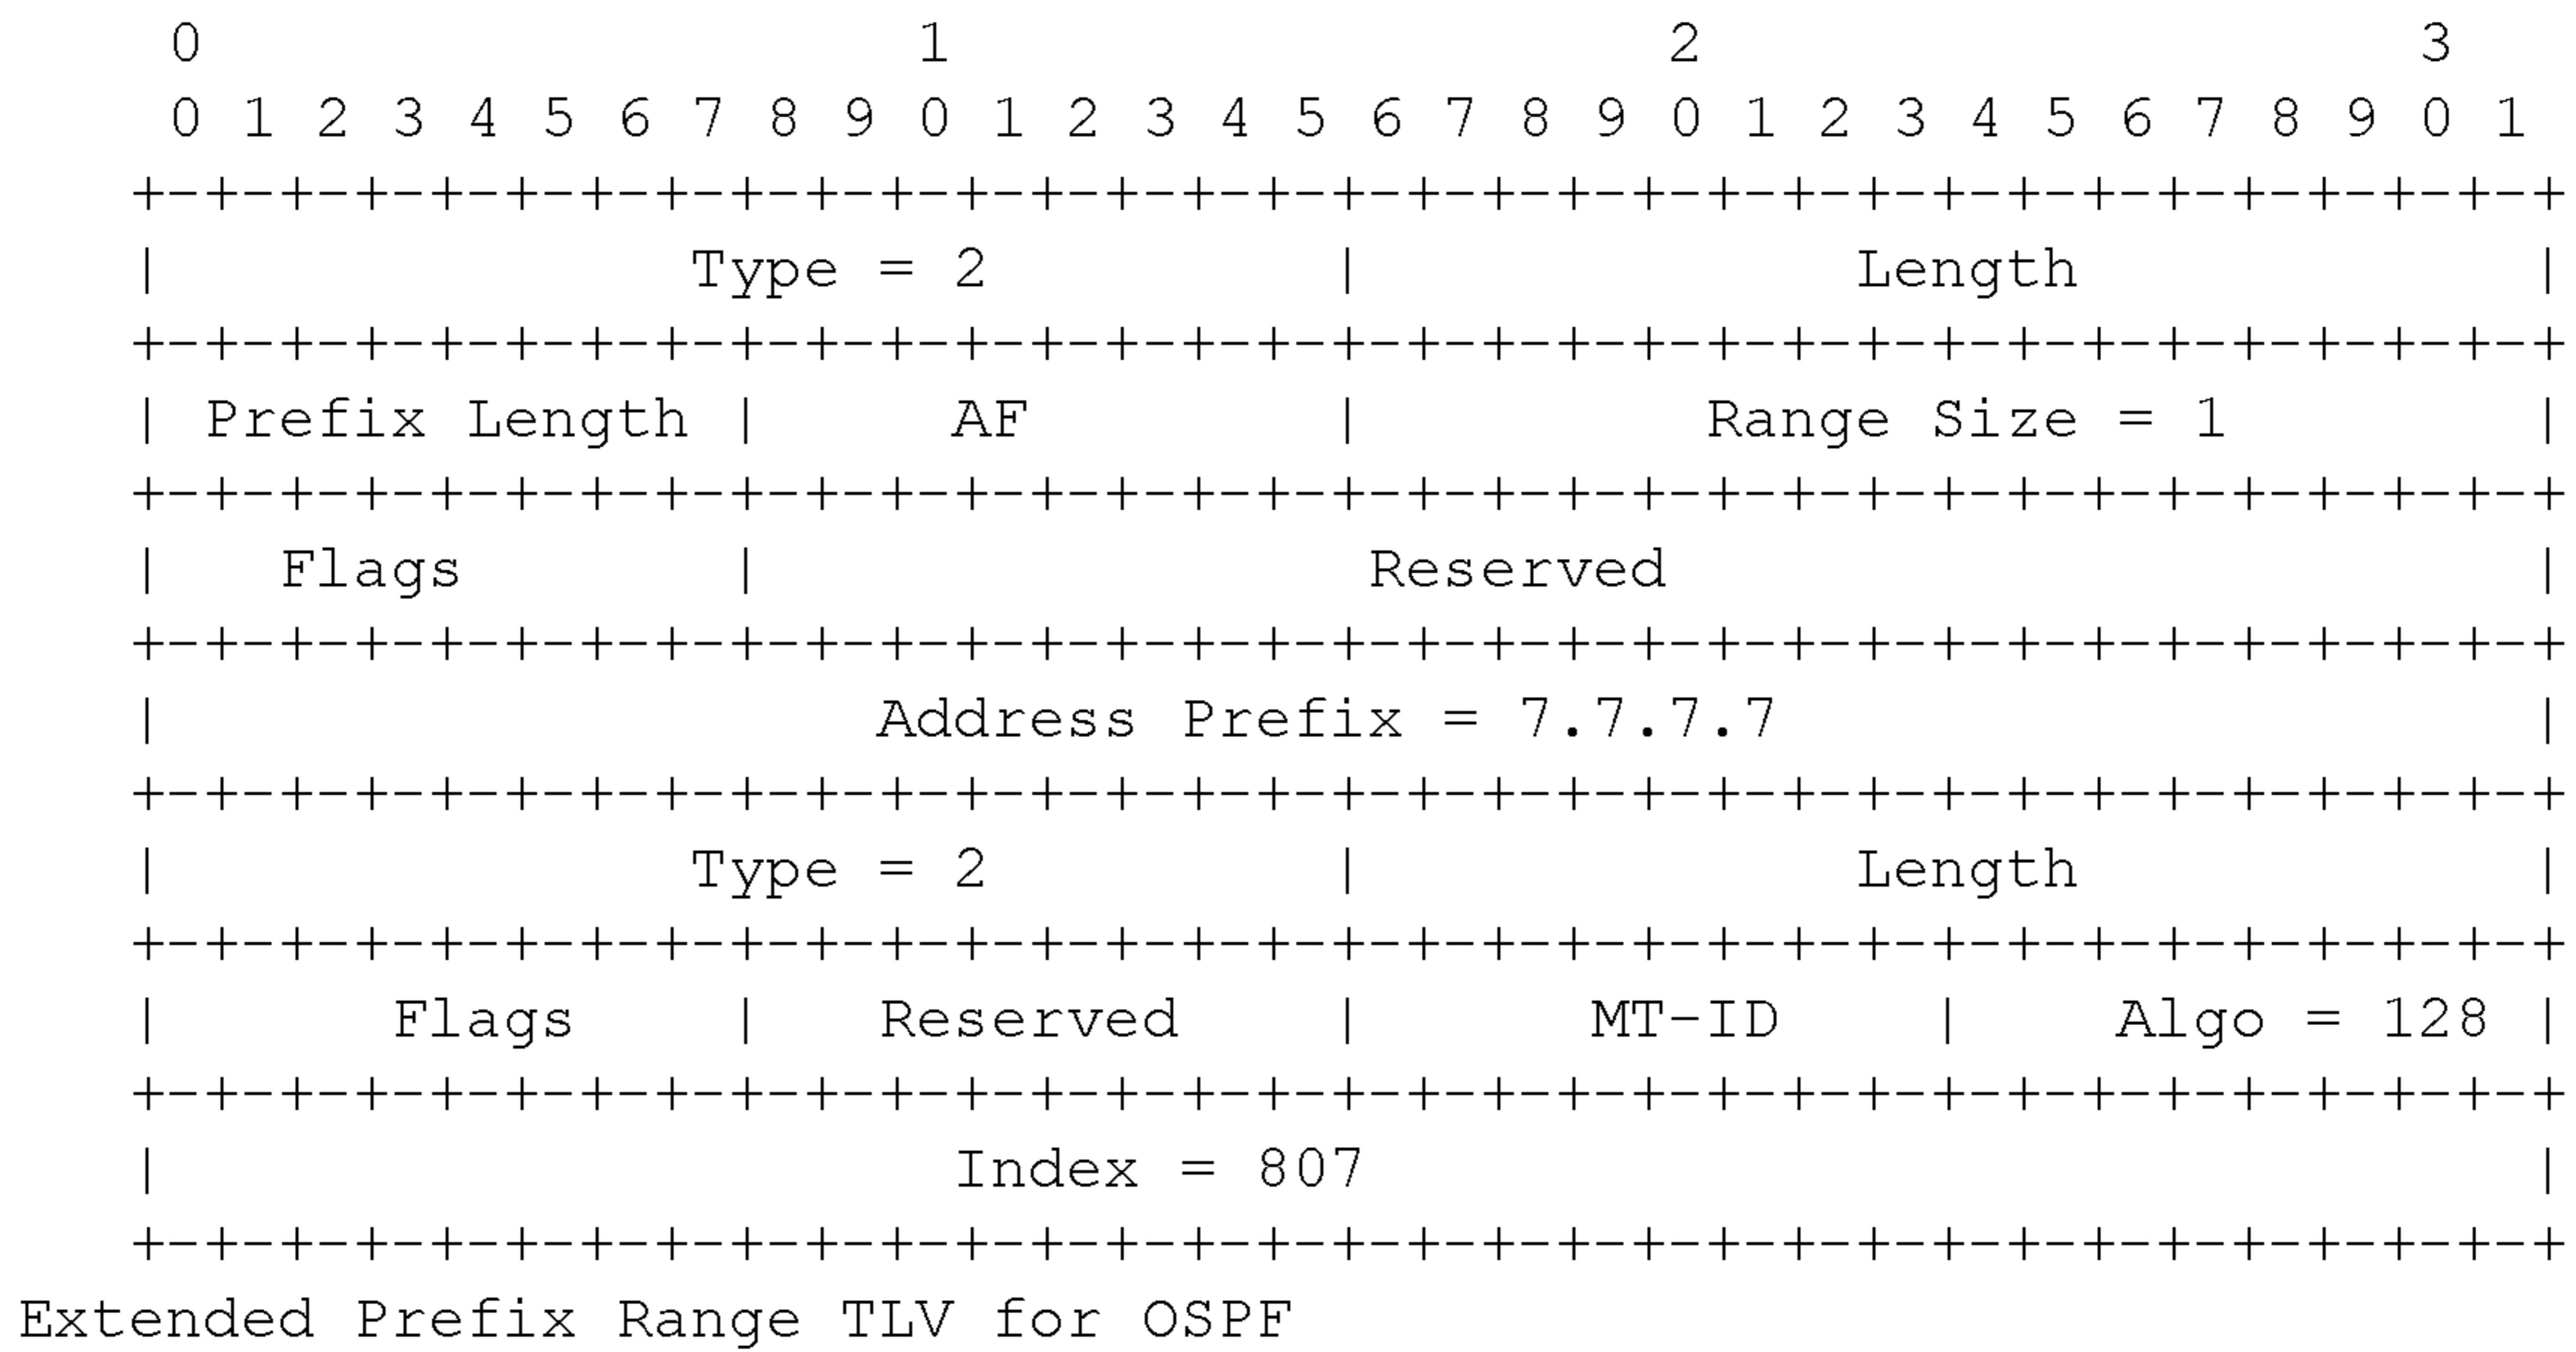 0                   1                   2                   3
 0 1 2 3 4 5 6 7 8 9 0 1 2 3 4 5 6 7 8 9 0 1 2 3 4 5 6 7 8 9 0 1
+-+-+-+-+-+-+-+-+-+-+-+-+-+-+-+-+-+-+-+-+-+-+-+-+-+-+-+-+-+-+-+-+
|              Type = 2         |             Length            |
+-+-+-+-+-+-+-+-+-+-+-+-+-+-+-+-+-+-+-+-+-+-+-+-+-+-+-+-+-+-+-+-+
| Prefix Length |     AF        |         Range Size = 1        |
+-+-+-+-+-+-+-+-+-+-+-+-+-+-+-+-+-+-+-+-+-+-+-+-+-+-+-+-+-+-+-+-+
|   Flags       |                Reserved                       |
+-+-+-+-+-+-+-+-+-+-+-+-+-+-+-+-+-+-+-+-+-+-+-+-+-+-+-+-+-+-+-+-+
|                   Address Prefix = 7.7.7.7                    |
+-+-+-+-+-+-+-+-+-+-+-+-+-+-+-+-+-+-+-+-+-+-+-+-+-+-+-+-+-+-+-+-+
|              Type = 2         |             Length            |
+-+-+-+-+-+-+-+-+-+-+-+-+-+-+-+-+-+-+-+-+-+-+-+-+-+-+-+-+-+-+-+-+
|      Flags    |   Reserved    |      MT-ID    |    Algo = 128 |
+-+-+-+-+-+-+-+-+-+-+-+-+-+-+-+-+-+-+-+-+-+-+-+-+-+-+-+-+-+-+-+-+
|                     Index = 807                               |
+-+-+-+-+-+-+-+-+-+-+-+-+-+-+-+-+-+-+-+-+-+-+-+-+-+-+-+-+-+-+-+-+
Extended Prefix Range TLV for OSPF